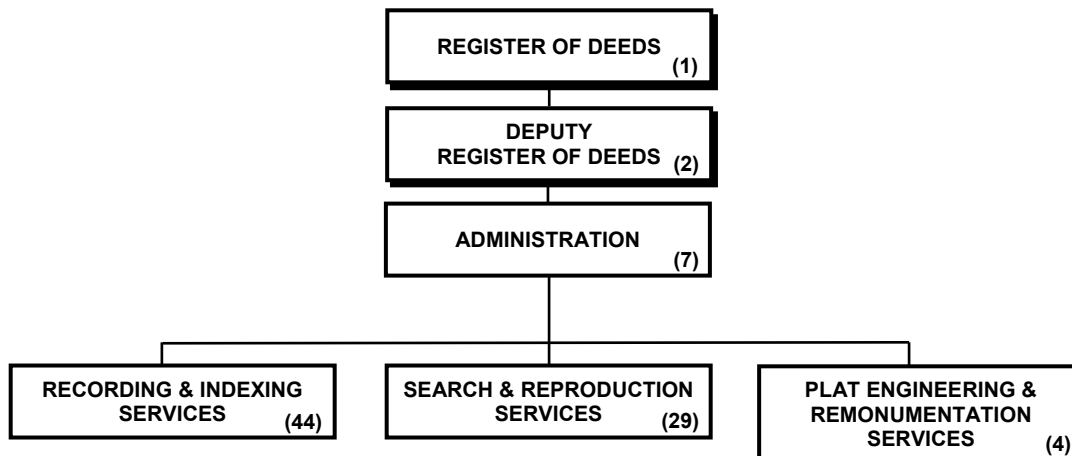 REGISTER OF DEEDS
(1)
DEPUTY
REGISTER OF DEEDS
(2)
ADMINISTRATION
(7)
RECORDING & INDEXING
SERVICES
(44)
SEARCH & REPRODUCTION
SERVICES
(29)
PLAT ENGINEERING &
REMONUMENTATION
SERVICES
(4)